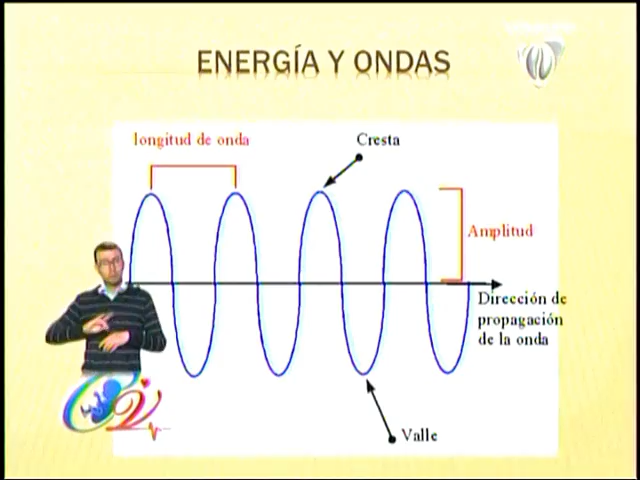 ENERGÍA Y ONDAS
longitud de onda
Cresta
Amplitud
Dirección de
propagación
de la onda
Valle